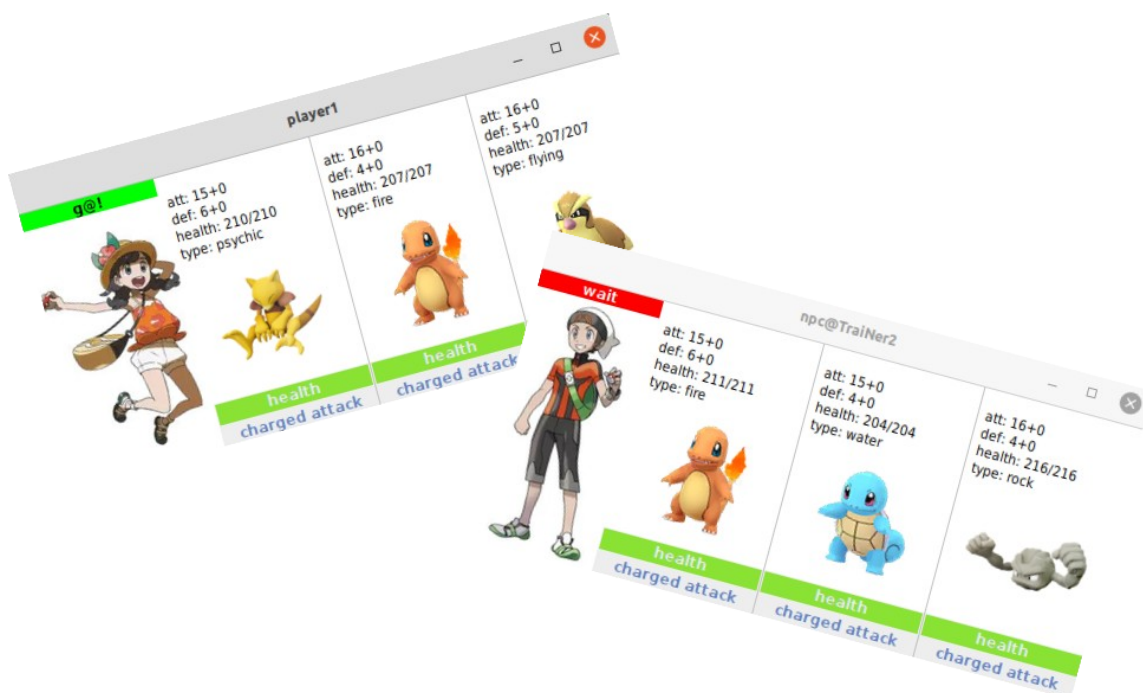 player1
g@!
att: 15+0
def: 6+0
health: 210/210
type: psychic
health
charged attack
att: 16+0
def: 4+0
health: 207/207
type: fire
health
charged attack
att: 16+0
def: 5+0
health: 207/207
type: flying
npc@TraiNer2
wait
att: 15+0
def: 6+0
health: 211/211
type: fire
health
charged attack
att: 15+0
def: 4+0
health: 204/204
type: water
health
charged attack
att: 16+0
def: 4+0
health: 216/216
type: rock
health
charged attack